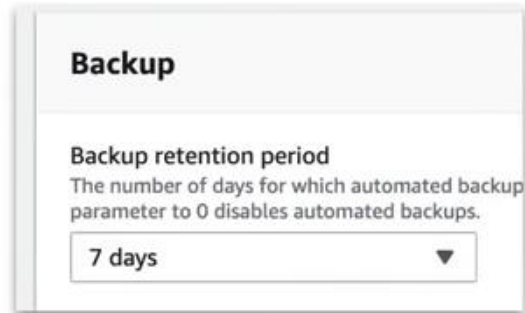 Backup
Backup retention period
The number of days for which automated backup
parameter to 0 disables automated backups.
7 days